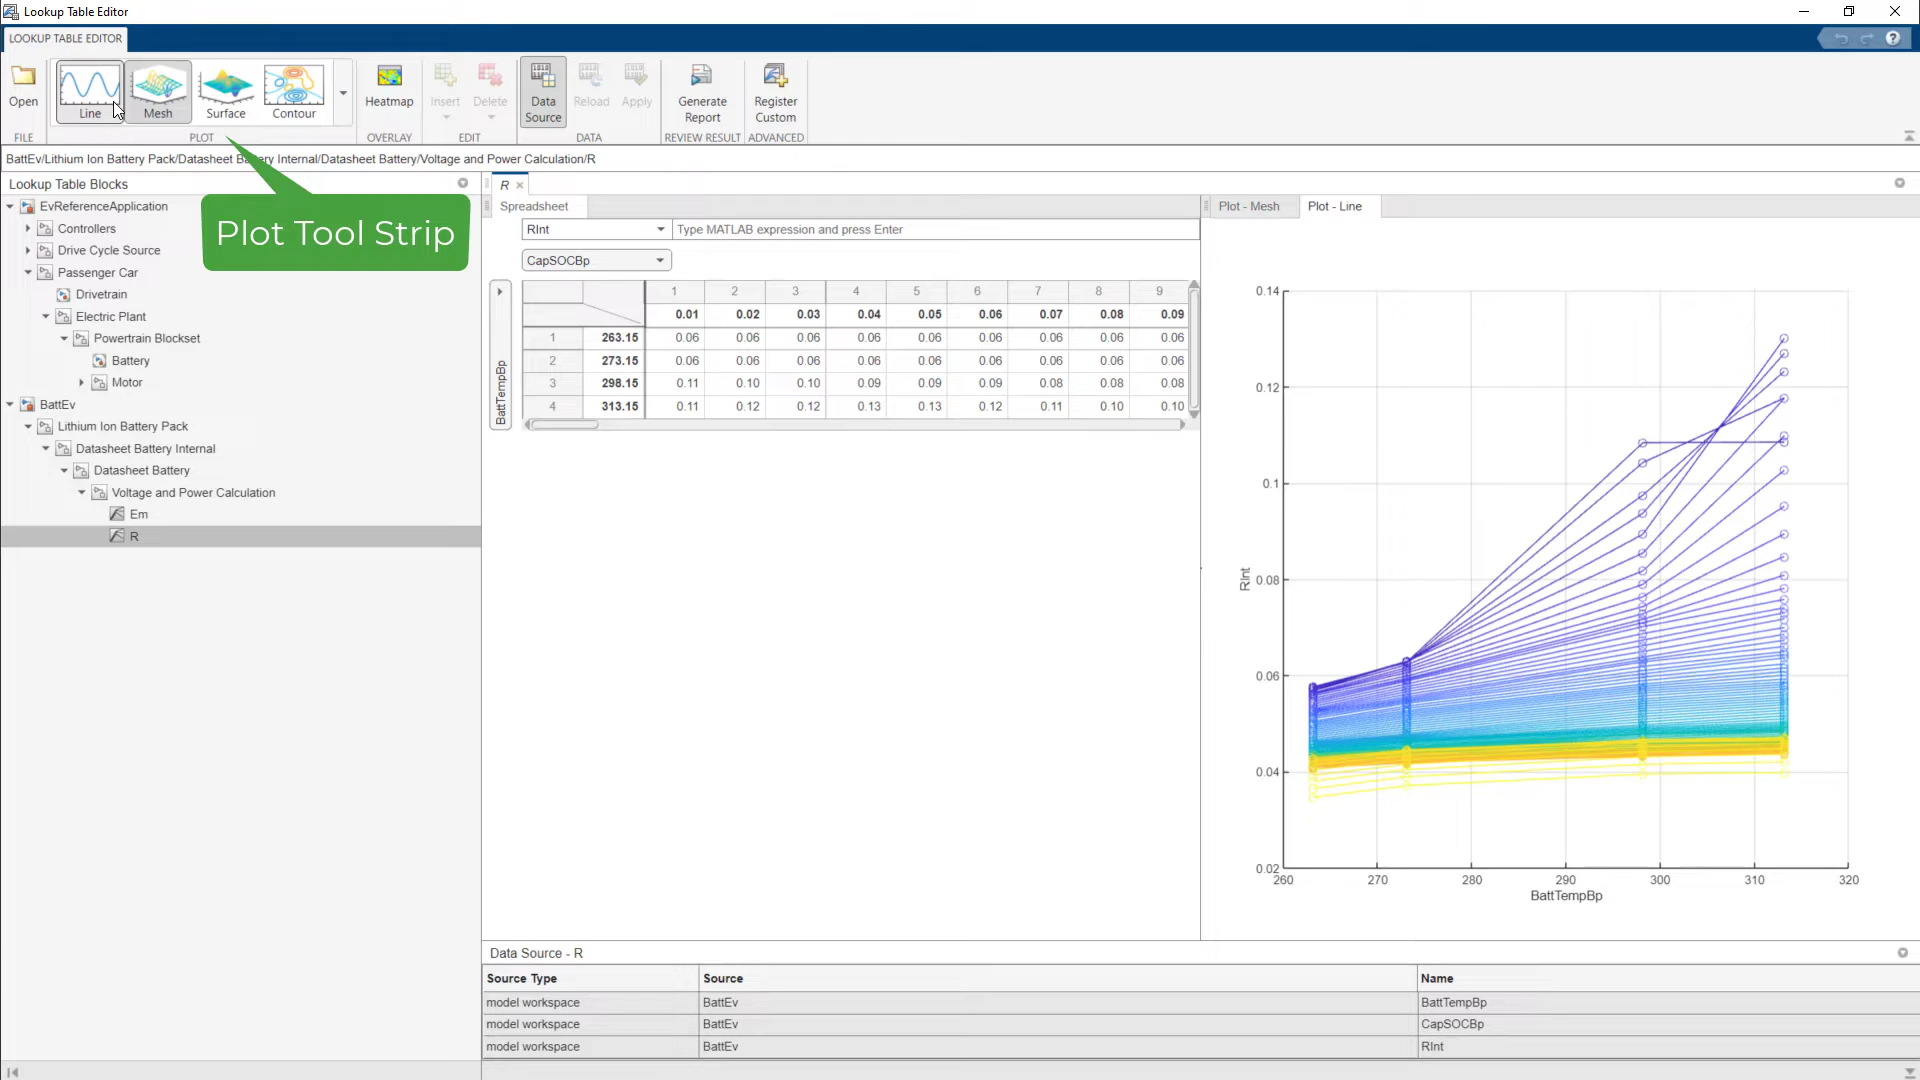 Lookup Table Editor
LOOKUP TABLE EDITOR
Open
Line
Mesh
Surface
Contour
Heatmap
Insert
Delete
Data Source
Reload
Apply
Generate Report
Register Custom
FILE
PLOT
OVERLAY
EDIT
DATA
REVIEW RESULT
ADVANCED
BattEv/Lithium Ion Battery Pack/Datasheet Battery Internal/Datasheet Battery/Voltage and Power Calculation/R
Plot Tool Strip
Lookup Table Blocks
EvReferenceApplication
Controllers
Drive Cycle Source
Passenger Car
Drivetrain
Electric Plant
Powertrain Blockset
Battery
Motor
BattEv
Lithium Ion Battery Pack
Datasheet Battery Internal
Datasheet Battery
Voltage and Power Calculation
Em
R
R
Spreadsheet
RInt
Type MATLAB expression and press Enter
CapSOCBp
BattTempBp
1 2 3 4 5 6 7 8 9
0.01 0.02 0.03 0.04 0.05 0.06 0.07 0.08 0.09
1 263.15 0.06 0.06 0.06 0.06 0.06 0.06 0.06 0.06 0.06
2 273.15 0.06 0.06 0.06 0.06 0.06 0.06 0.06 0.06 0.06
3 298.15 0.11 0.10 0.10 0.09 0.09 0.09 0.08 0.08 0.08
4 313.15 0.11 0.12 0.12 0.13 0.13 0.12 0.11 0.10 0.10
Plot - Mesh
Plot - Line
0.14
0.12
0.1
0.08
0.06
0.04
0.02
RInt
260 270 280 290 300 310 320
BattTempBp
Data Source - R
Source Type Source Name
model workspace BattEv BattTempBp
model workspace BattEv CapSOCBp
model workspace BattEv RInt